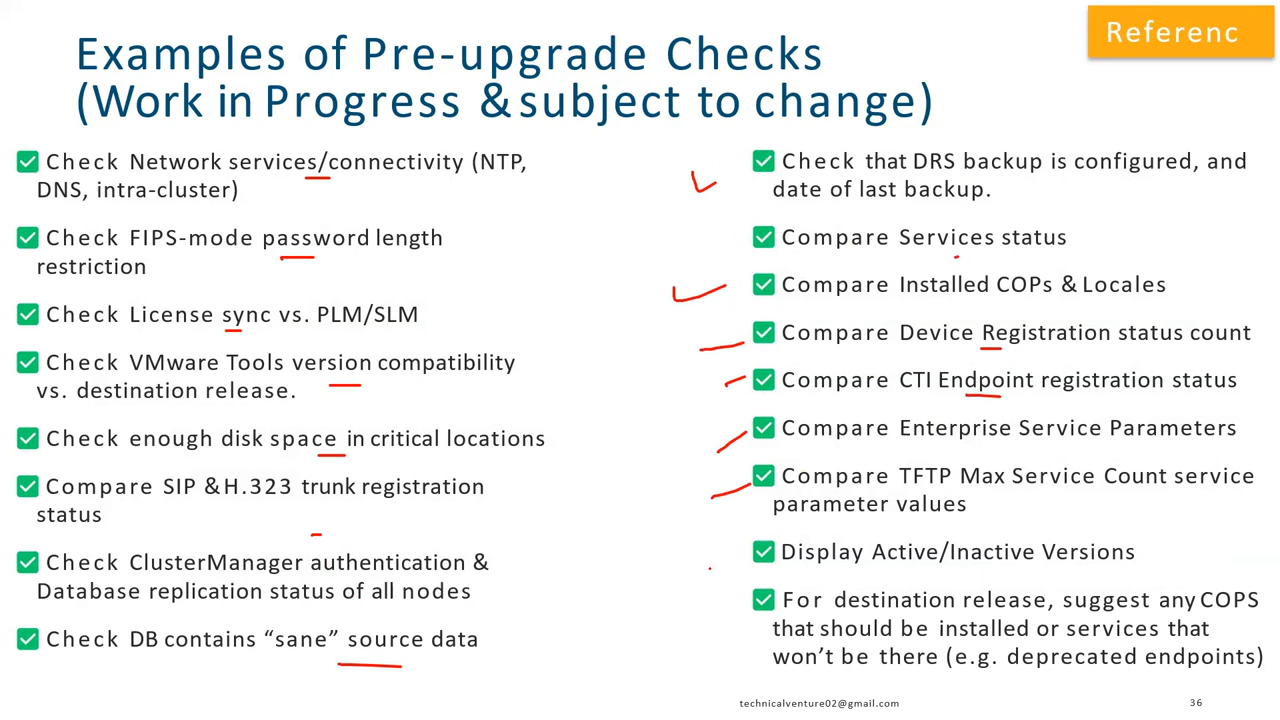 Referenc
Examples of Pre-upgrade Checks
(Work in Progress & subject to change)
Check Network services/connectivity (NTP,
DNS, intra-cluster)
Check FIPS-mode password length
restriction
Check License sync vs. PLM/SLM
Check VMware Tools version compatibility
vs. destination release.
Check enough disk space in critical locations
Compare SIP & H.323 trunk registration
status
Check ClusterManager authentication &
Database replication status of all nodes
Check DB contains “sane” source data
Check that DRS backup is configured, and
date of last backup.
Compare Services status
Compare Installed COPs & Locales
Compare Device Registration status count
Compare CTI Endpoint registration status
Compare Enterprise Service Parameters
Compare TFTP Max Service Count service
parameter values
Display Active/Inactive Versions
For destination release, suggest any COPS
that should be installed or services that
won’t be there (e.g. deprecated endpoints)
technicalventure02@gmail.com
36